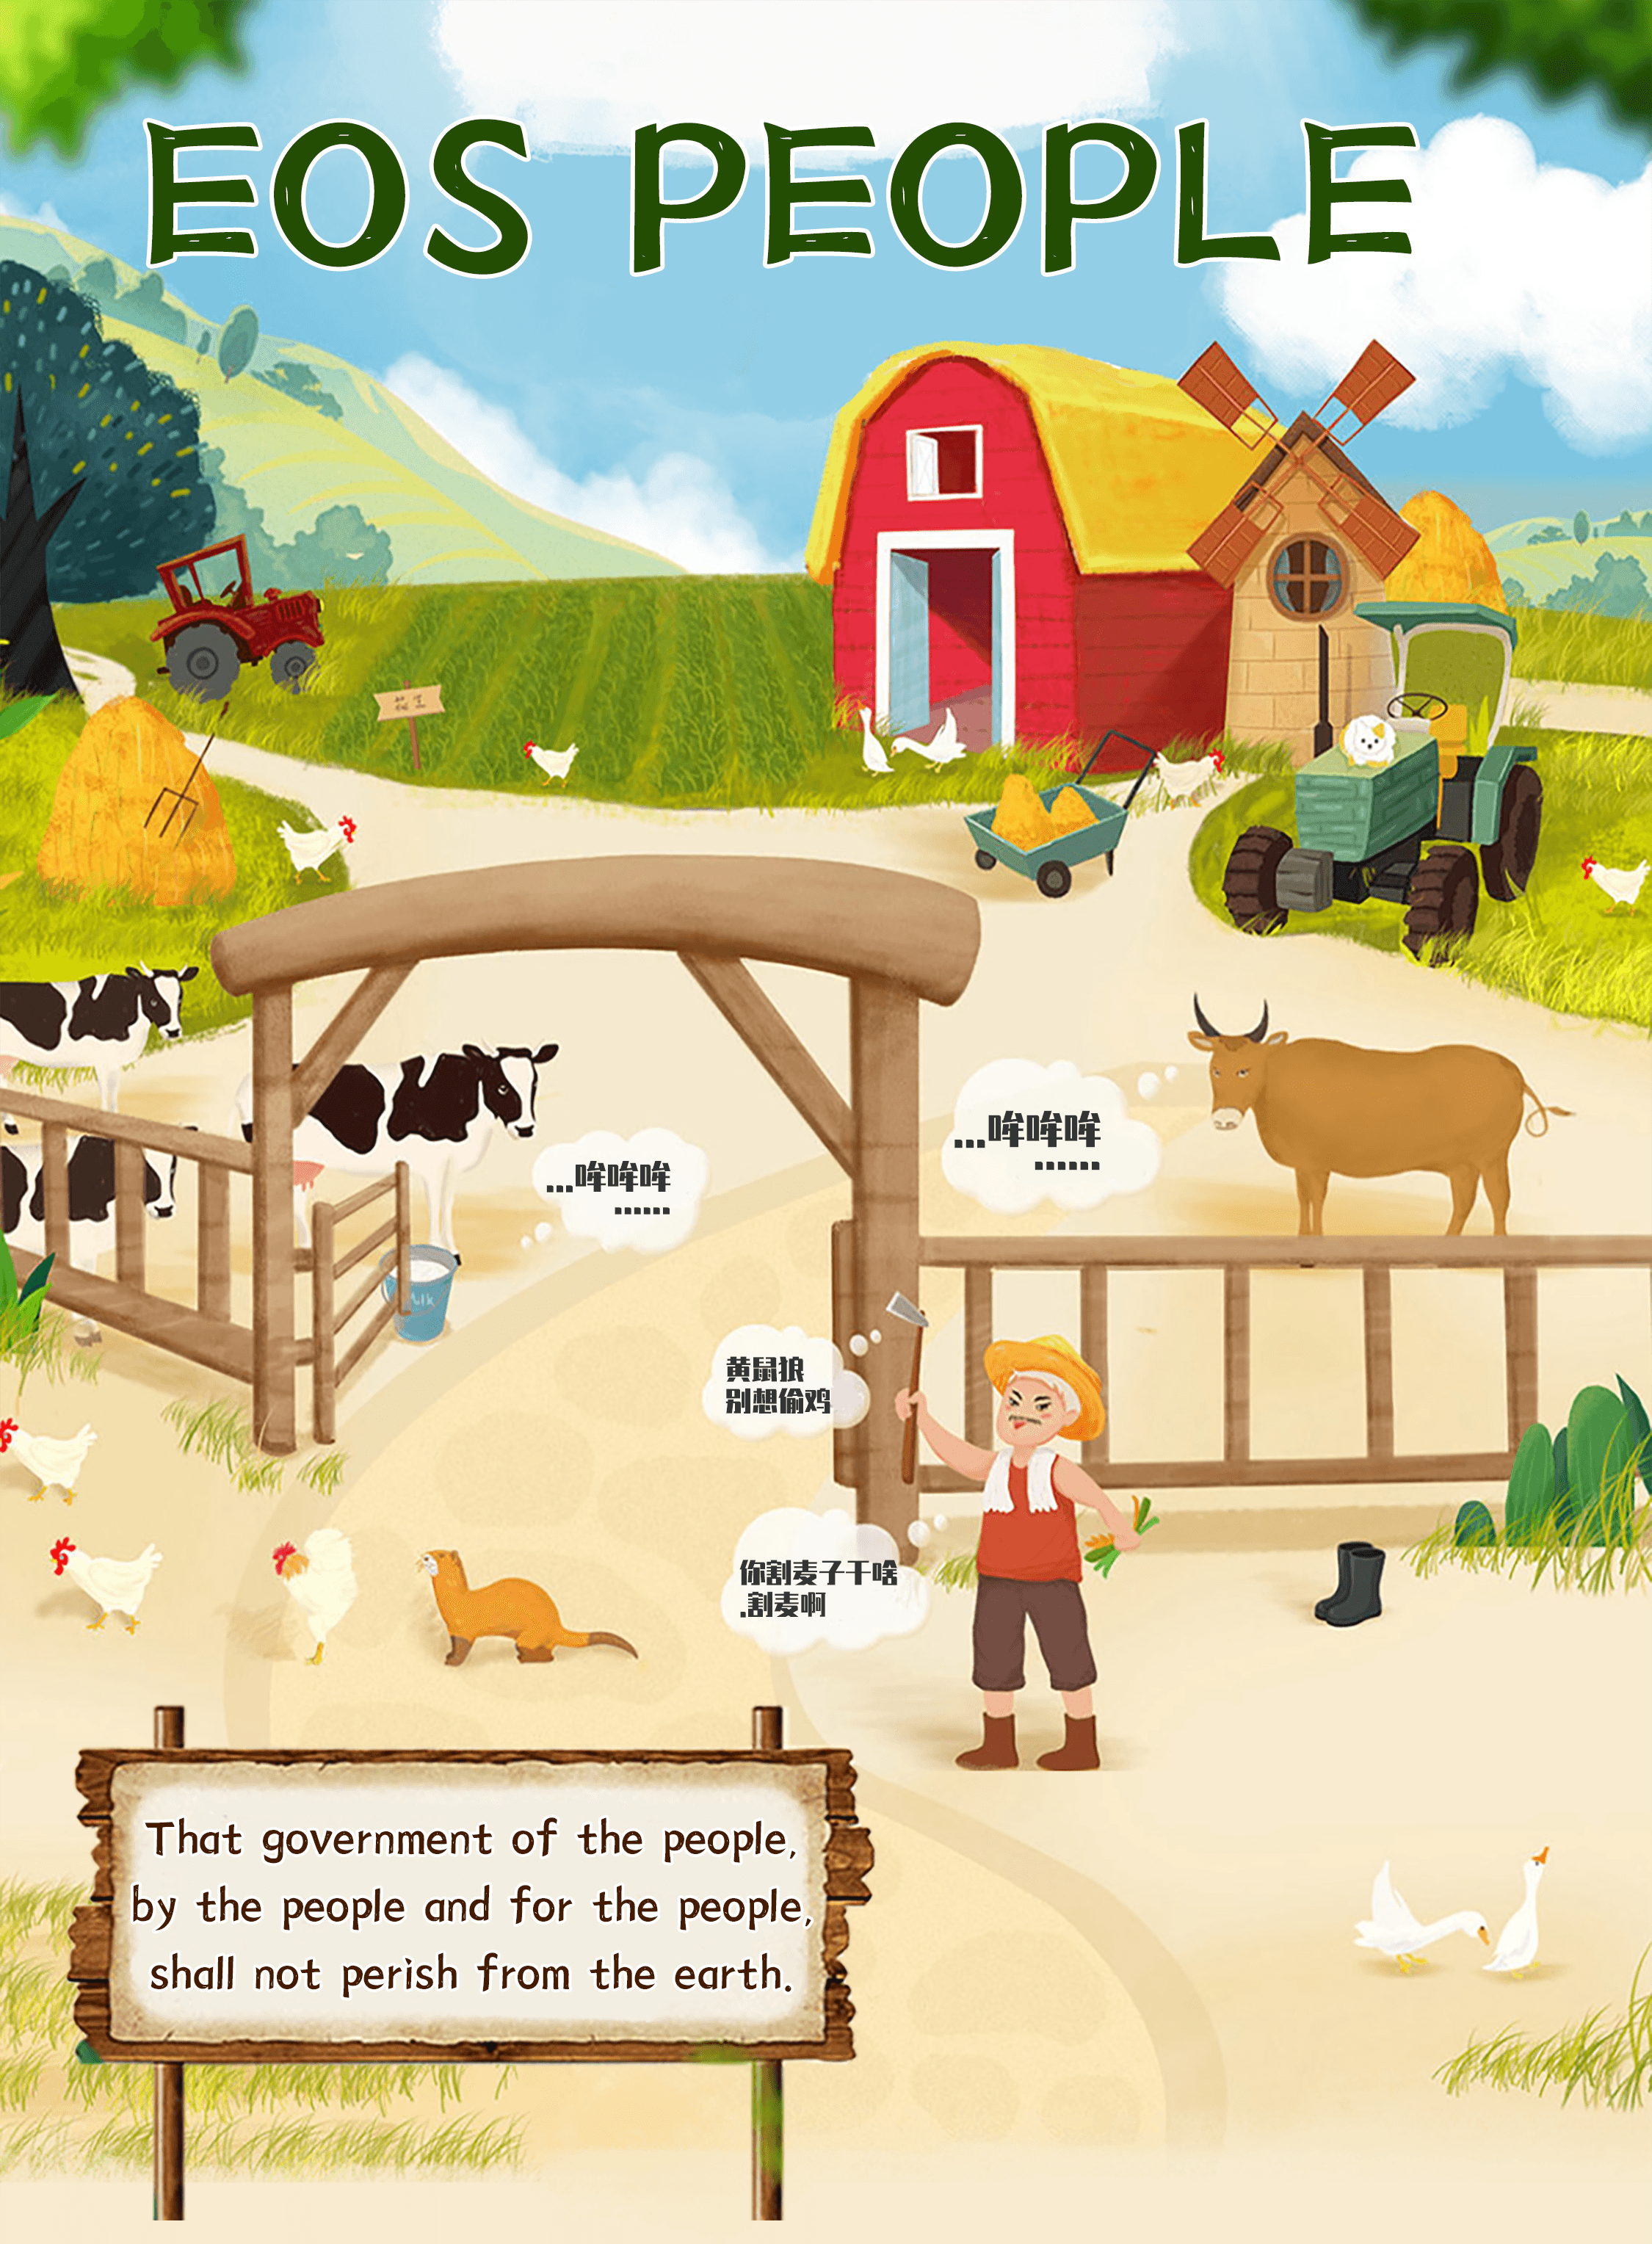 EOS PEOPLE
...哞哞哞
......
...哞哞哞
......
黄鼠狼
别想偷鸡
你割麦子干啥
.割麦啊
That government of the people,
by the people and for the people,
shall not perish from the earth.